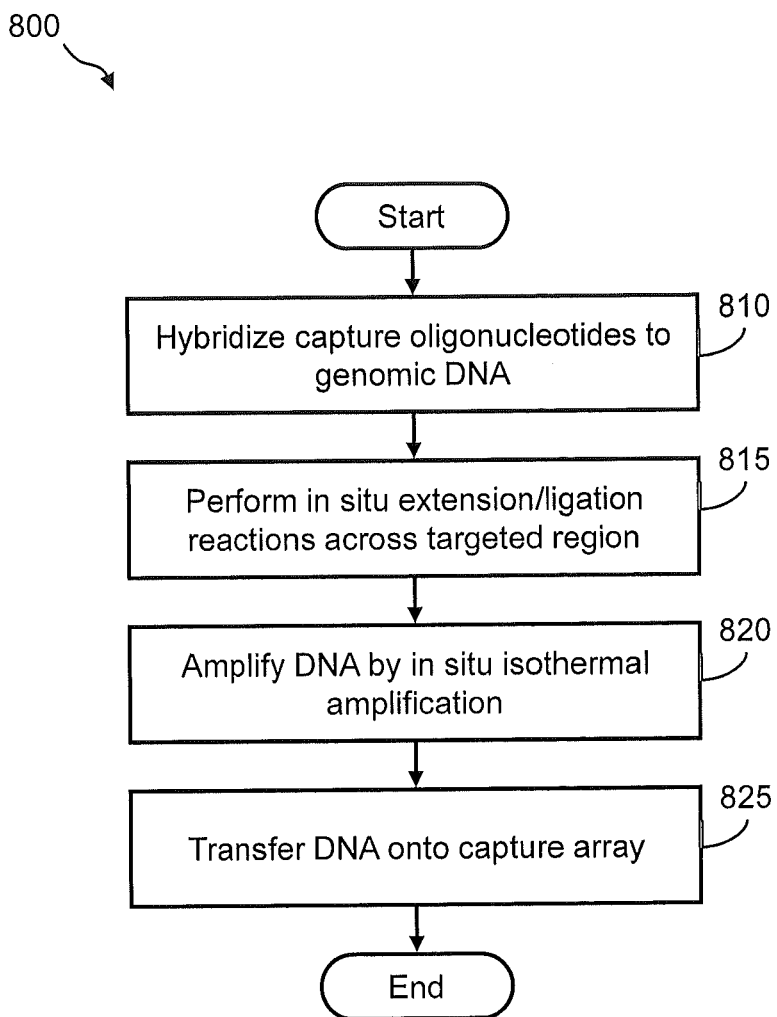 800
Start
810
Hybridize capture oligonucleotides to
genomic DNA
815
Perform in situ extension/ligation
reactions across targeted region
820
Amplify DNA by in situ isothermal
amplification
825
Transfer DNA onto capture array
End